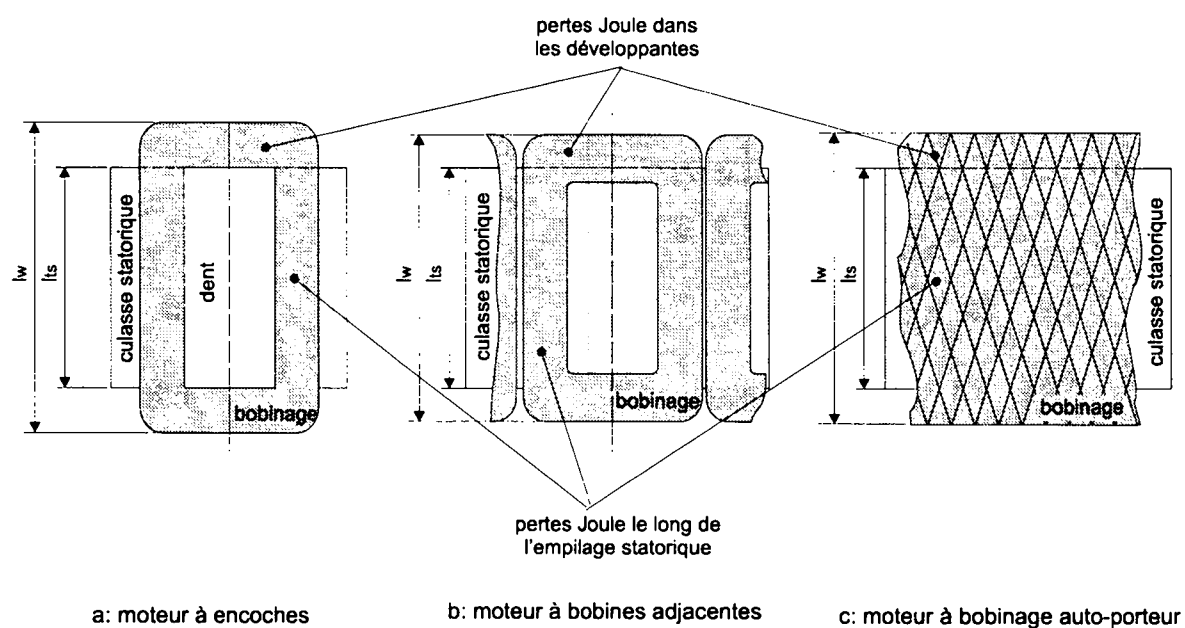 pertes Joule dans
les développantes
lw
lts
culasse statorique
dent
bobinage
lw
lts
culasse statorique
bobinage
lw
lts
culasse statorique
bobinage
pertes Joule le long de
l'empilage statorique
a: moteur à encoches
b: moteur à bobines adjacentes
c: moteur à bobinage auto-porteur